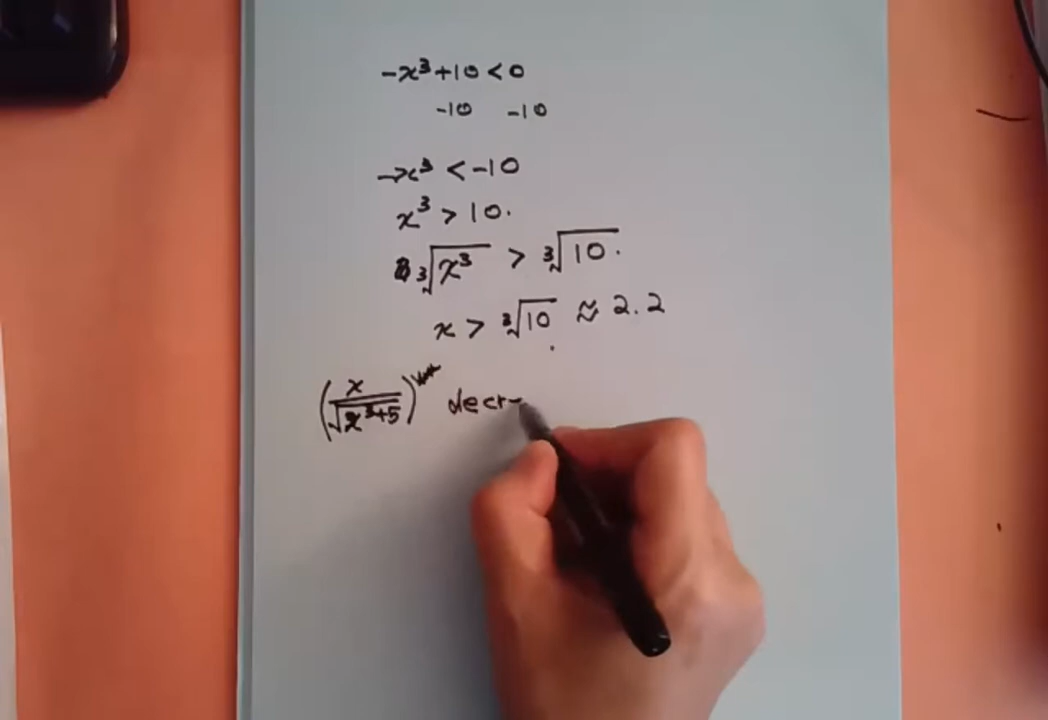 -x³+10<0
-10 -10
-x³ < -10
x³ > 10.
∛x³ > ∛10.
x > ∛10 ≈ 2.2
(x/√x³+5) decr